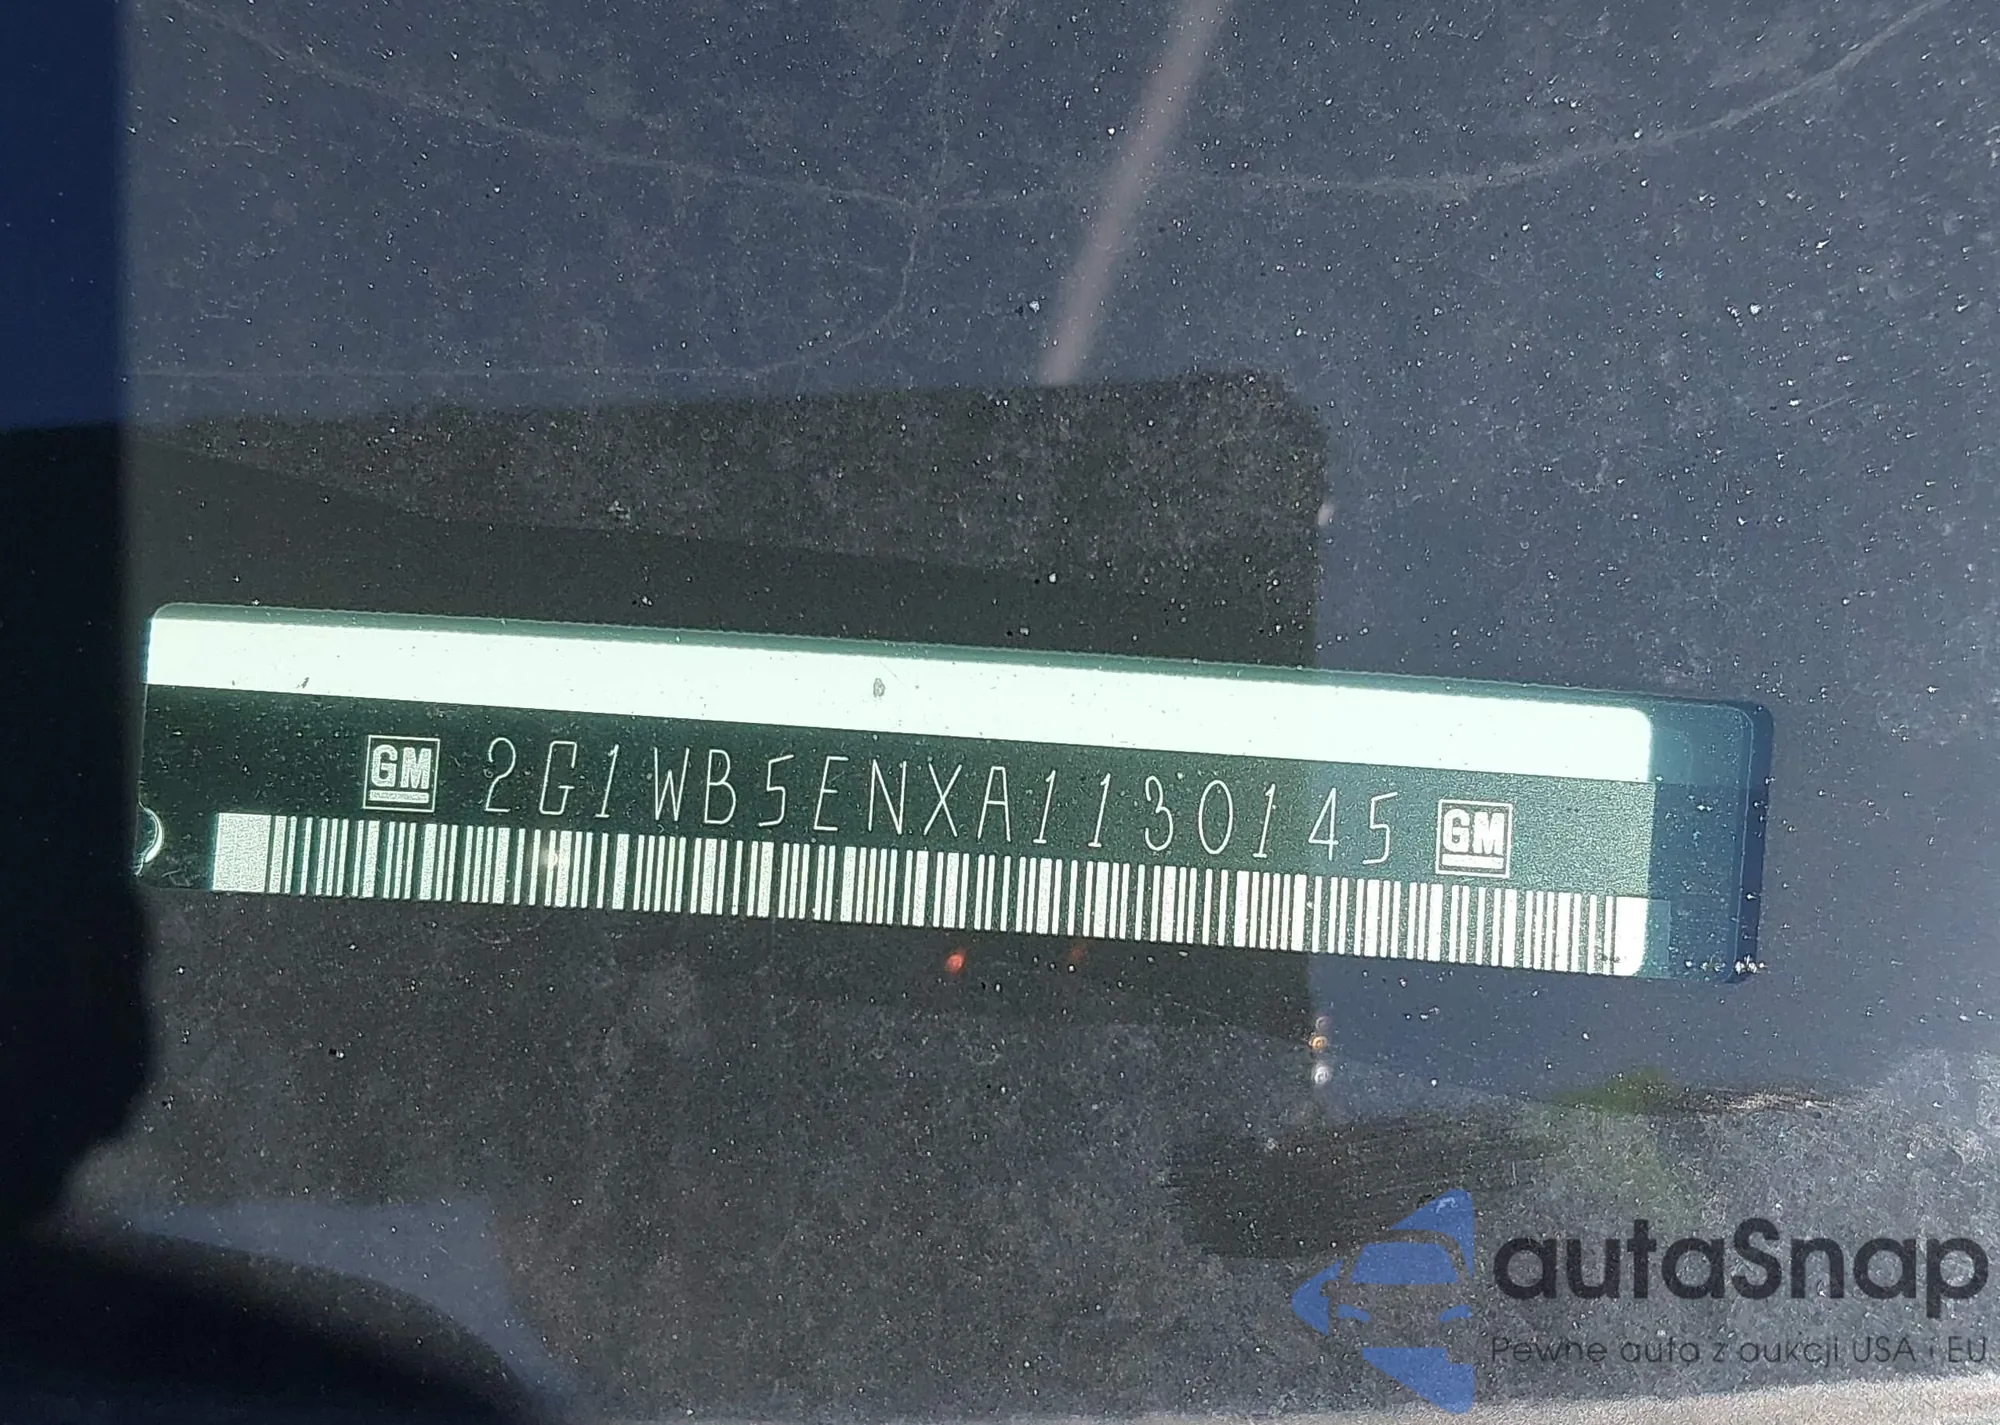 GM 2G1WB5ENXA1130145 GM
autaSnap
Pewne auta z aukcji USA i EU